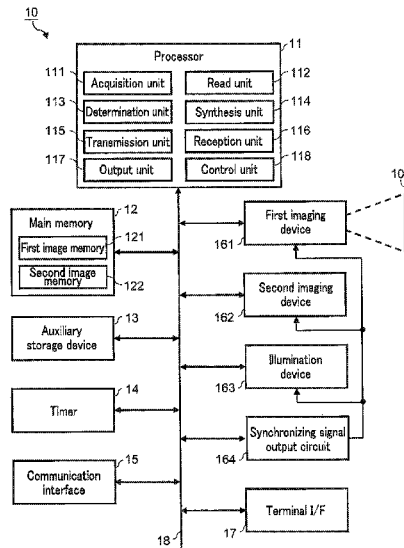 10
11
Processor
111
112
Acquisition unit
Read unit
113
114
Determination unit
Synthesis unit
115
116
Transmission unit
Reception unit
117
118
Output unit
Control unit
12
Main memory
First image memory
121
Second image memory
122
13
Auxiliary storage device
14
Timer
15
Communication interface
18
First imaging device
161
Second imaging device
162
Illumination device
163
Synchronizing signal output circuit
164
Terminal I/F
17